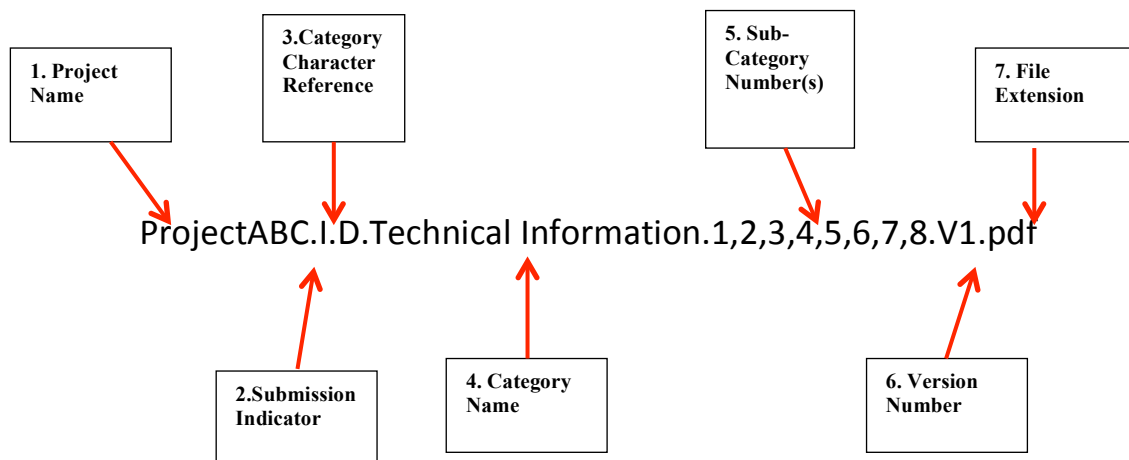 1. Project
Name
3.Category
Character
Reference
5. Sub-
Category
Number(s)
7. File
Extension
ProjectABC.I.D.Technical Information.1,2,3,4,5,6,7,8.V1.pdf
2.Submission
Indicator
4. Category
Name
6. Version
Number